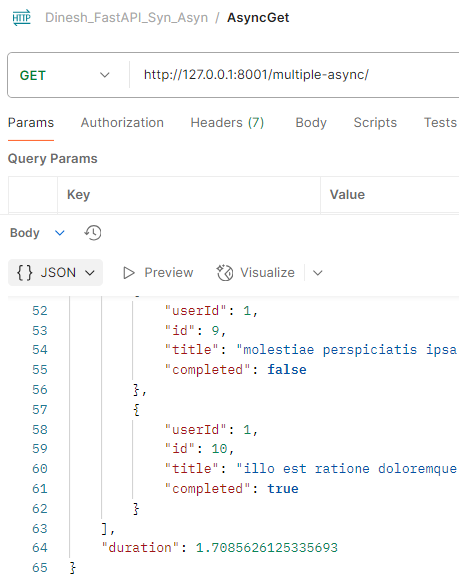 HTTP Dinesh_FastAPI_Syn_Asyn / AsyncGet
GET http://127.0.0.1:8001/multiple-async/
Params Authorization Headers (7) Body Scripts Tests
Query Params
Key Value
Body
{} JSON Preview Visualize
52 "userId": 1,
53 "id": 9,
54 "title": "molestiae perspiciatis ipsa
55 "completed": false
56 },
57 {
58 "userId": 1,
59 "id": 10,
60 "title": "illo est ratione doloremque
61 "completed": true
62 }
63 ],
64 "duration": 1.7085626125335693
65 }